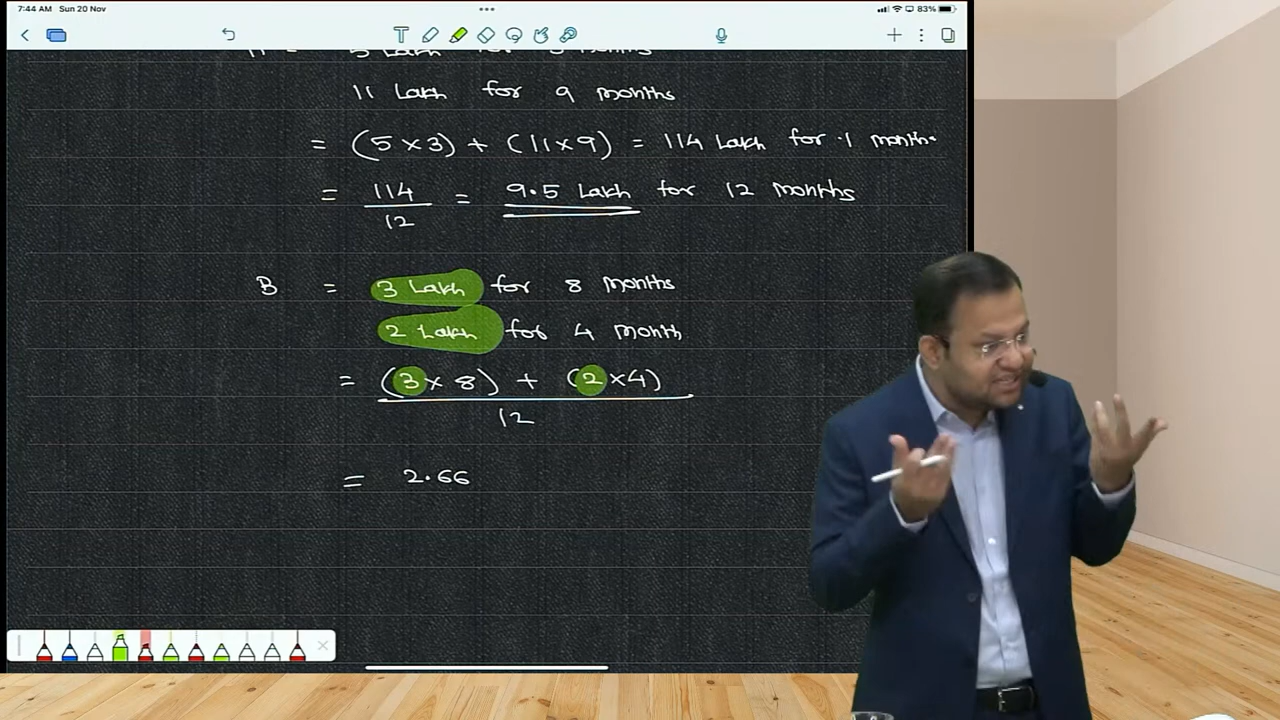 7:44 AM Sun 20 Nov
83%
11 Lakh for 9 months
= (5×3) + (11×9) = 114 Lakh for 1 month.
= 114/12 = 9.5 Lakh for 12 months
B = 3 Lakh for 8 months
2 Lakh for 4 month
= (3×8) + (2×4)
12
= 2.66